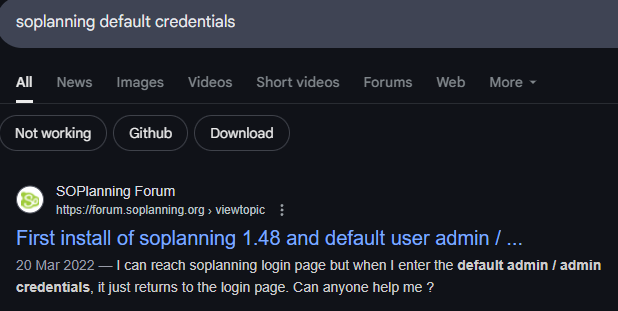 soplanning default credentials
All News Images Videos Short videos Forums Web More
Not working Github Download
SOPlanning Forum
https://forum.soplanning.org › viewtopic
First install of soplanning 1.48 and default user admin / ...
20 Mar 2022 — I can reach soplanning login page but when I enter the default admin / admin
credentials, it just returns to the login page. Can anyone help me ?